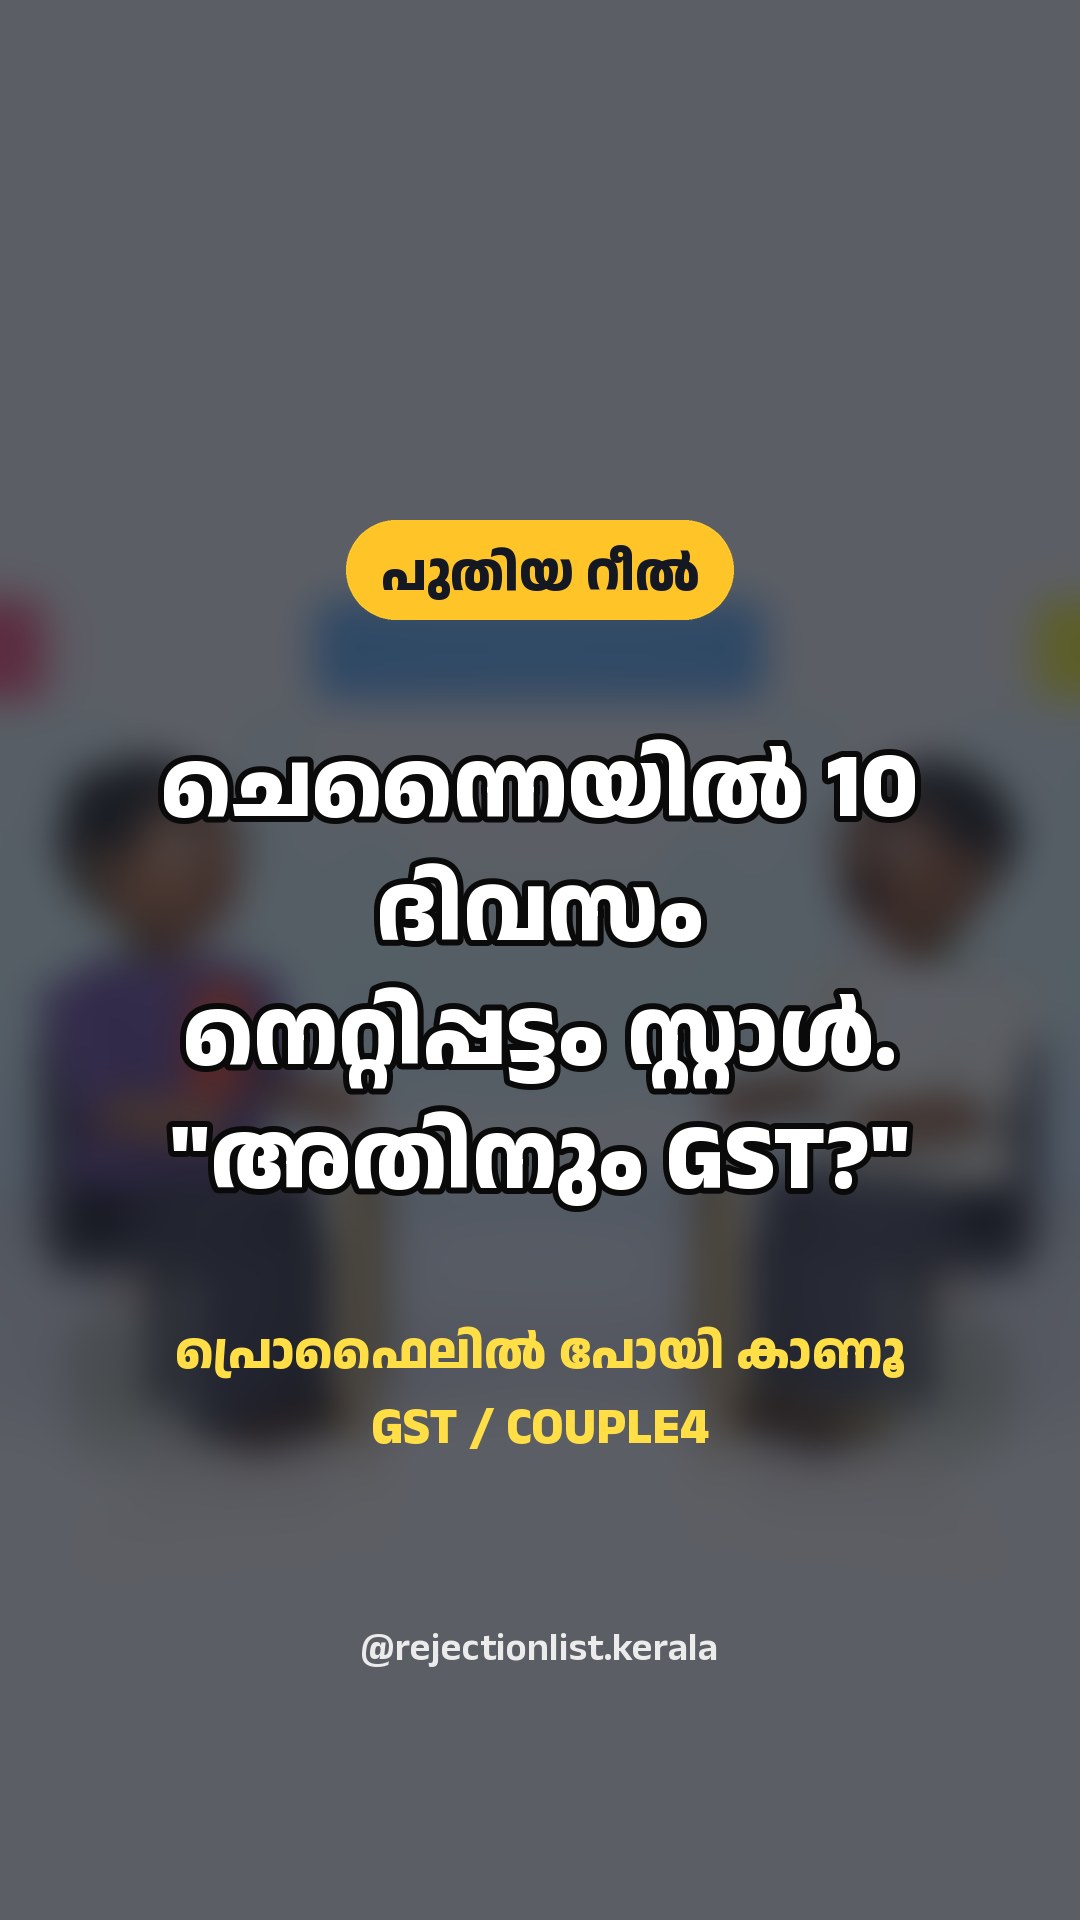 പുതിയ റീൽ
ചെന്നൈയിൽ 10
ദിവസം
നെറ്റിപ്പട്ടം സ്റ്റാൾ.
"അതിനും GST?"
പ്രൊഫൈലിൽ പോയി കാണൂ
GST / COUPLE4
@rejectionlist.kerala